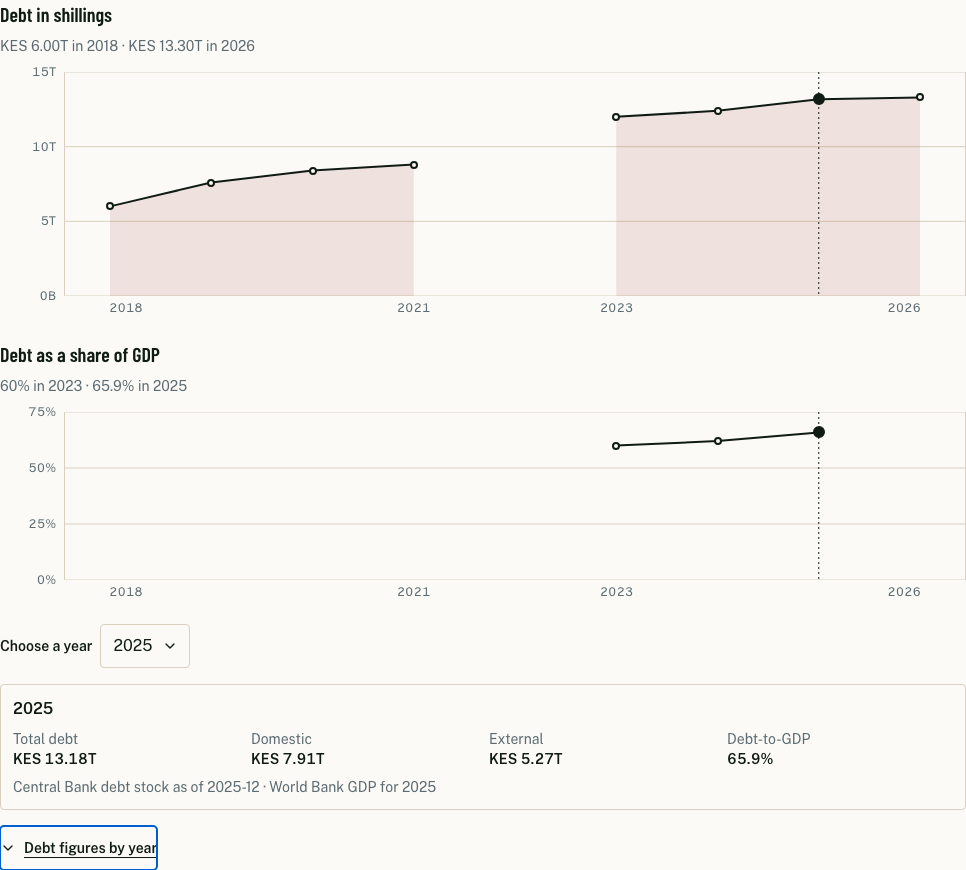 Debt in shillings
KES 6.00T in 2018 · KES 13.30T in 2026
15T
10T
5T
0B
2018 2021 2023 2026
Debt as a share of GDP
60% in 2023 · 65.9% in 2025
75%
50%
25%
0%
2018 2021 2023 2026
Choose a year 2025
2025
Total debt Domestic External Debt-to-GDP
KES 13.18T KES 7.91T KES 5.27T 65.9%
Central Bank debt stock as of 2025-12 · World Bank GDP for 2025
Debt figures by year